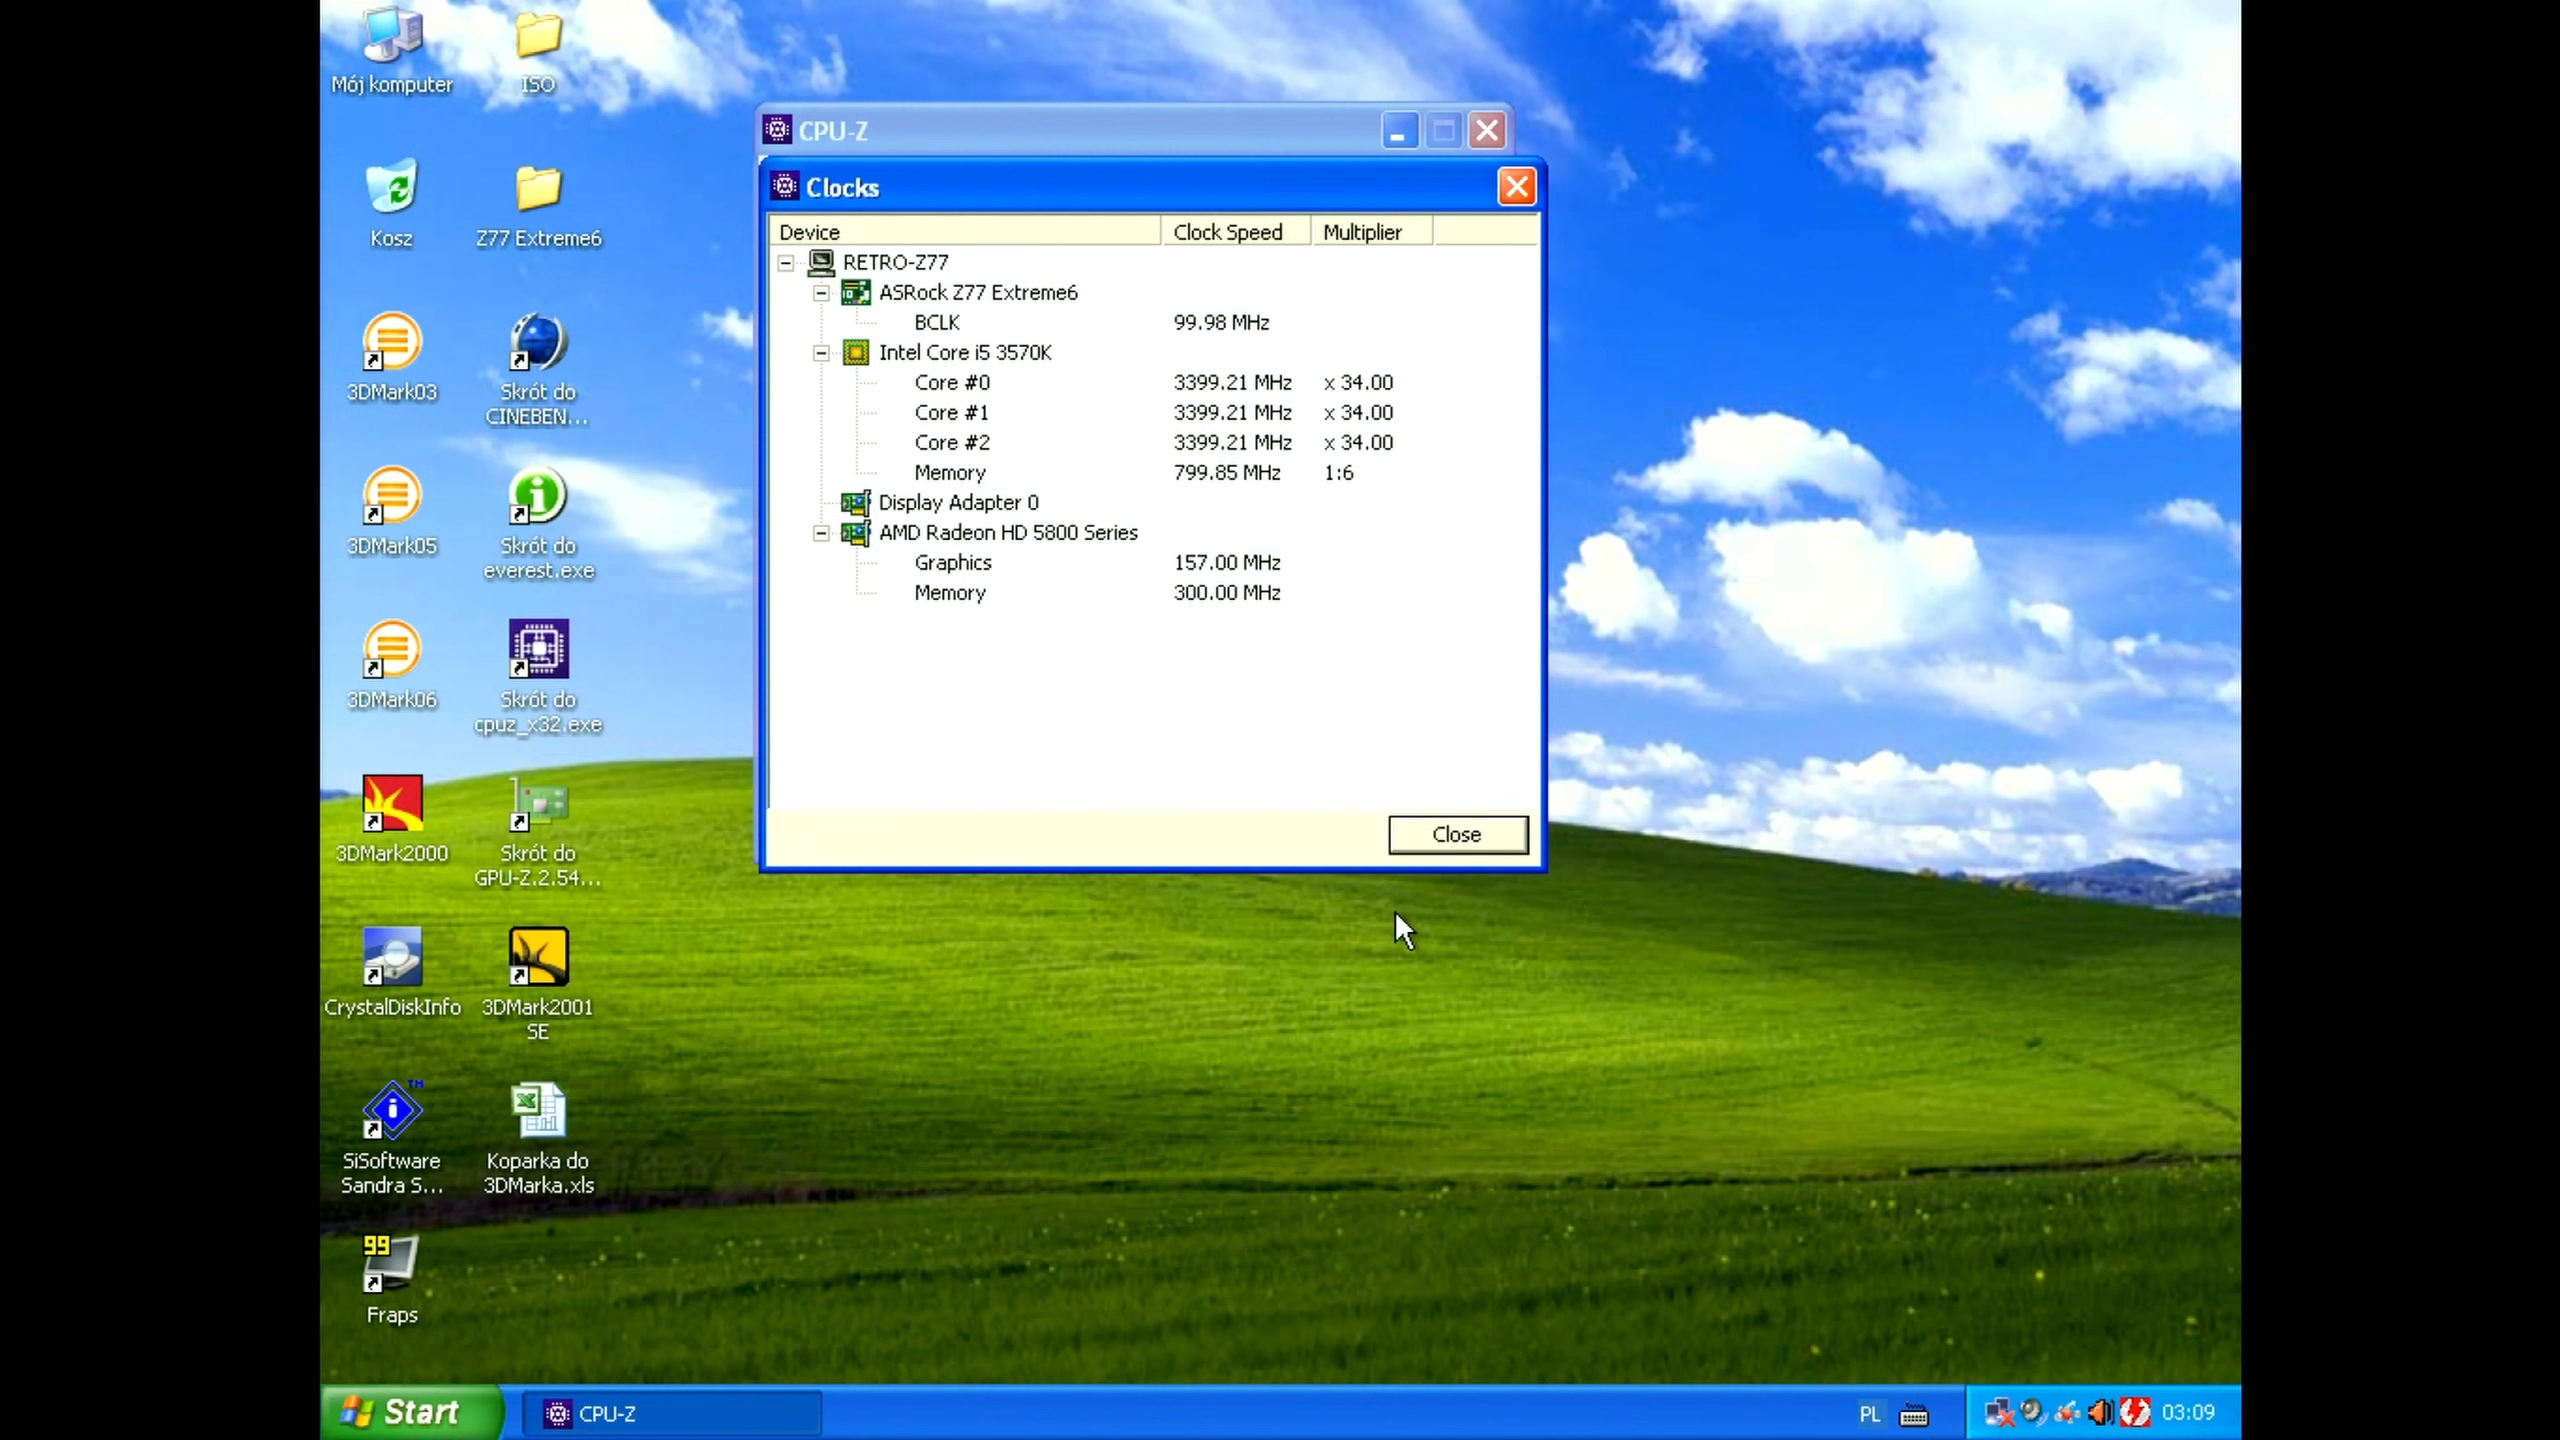 Mój komputer
ISO
Kosz
Z77 Extreme6
3DMark03
Skrót do
CINEBEN...
3DMark05
Skrót do
everest.exe
3DMark06
Skrót do
cpuz_x32.exe
3DMark2000
Skrót do
GPU-Z.2.54...
CrystalDiskInfo
3DMark2001
SE
SiSoftware
Sandra S...
Koparka do
3DMarka.xls
99
Fraps
CPU-Z
Clocks
Device Clock Speed Multiplier
RETRO-Z77
ASRock Z77 Extreme6
BCLK 99.98 MHz
Intel Core i5 3570K
Core #0 3399.21 MHz x 34.00
Core #1 3399.21 MHz x 34.00
Core #2 3399.21 MHz x 34.00
Memory 799.85 MHz 1:6
Display Adapter 0
AMD Radeon HD 5800 Series
Graphics 157.00 MHz
Memory 300.00 MHz
Close
Start
CPU-Z
PL
03:09